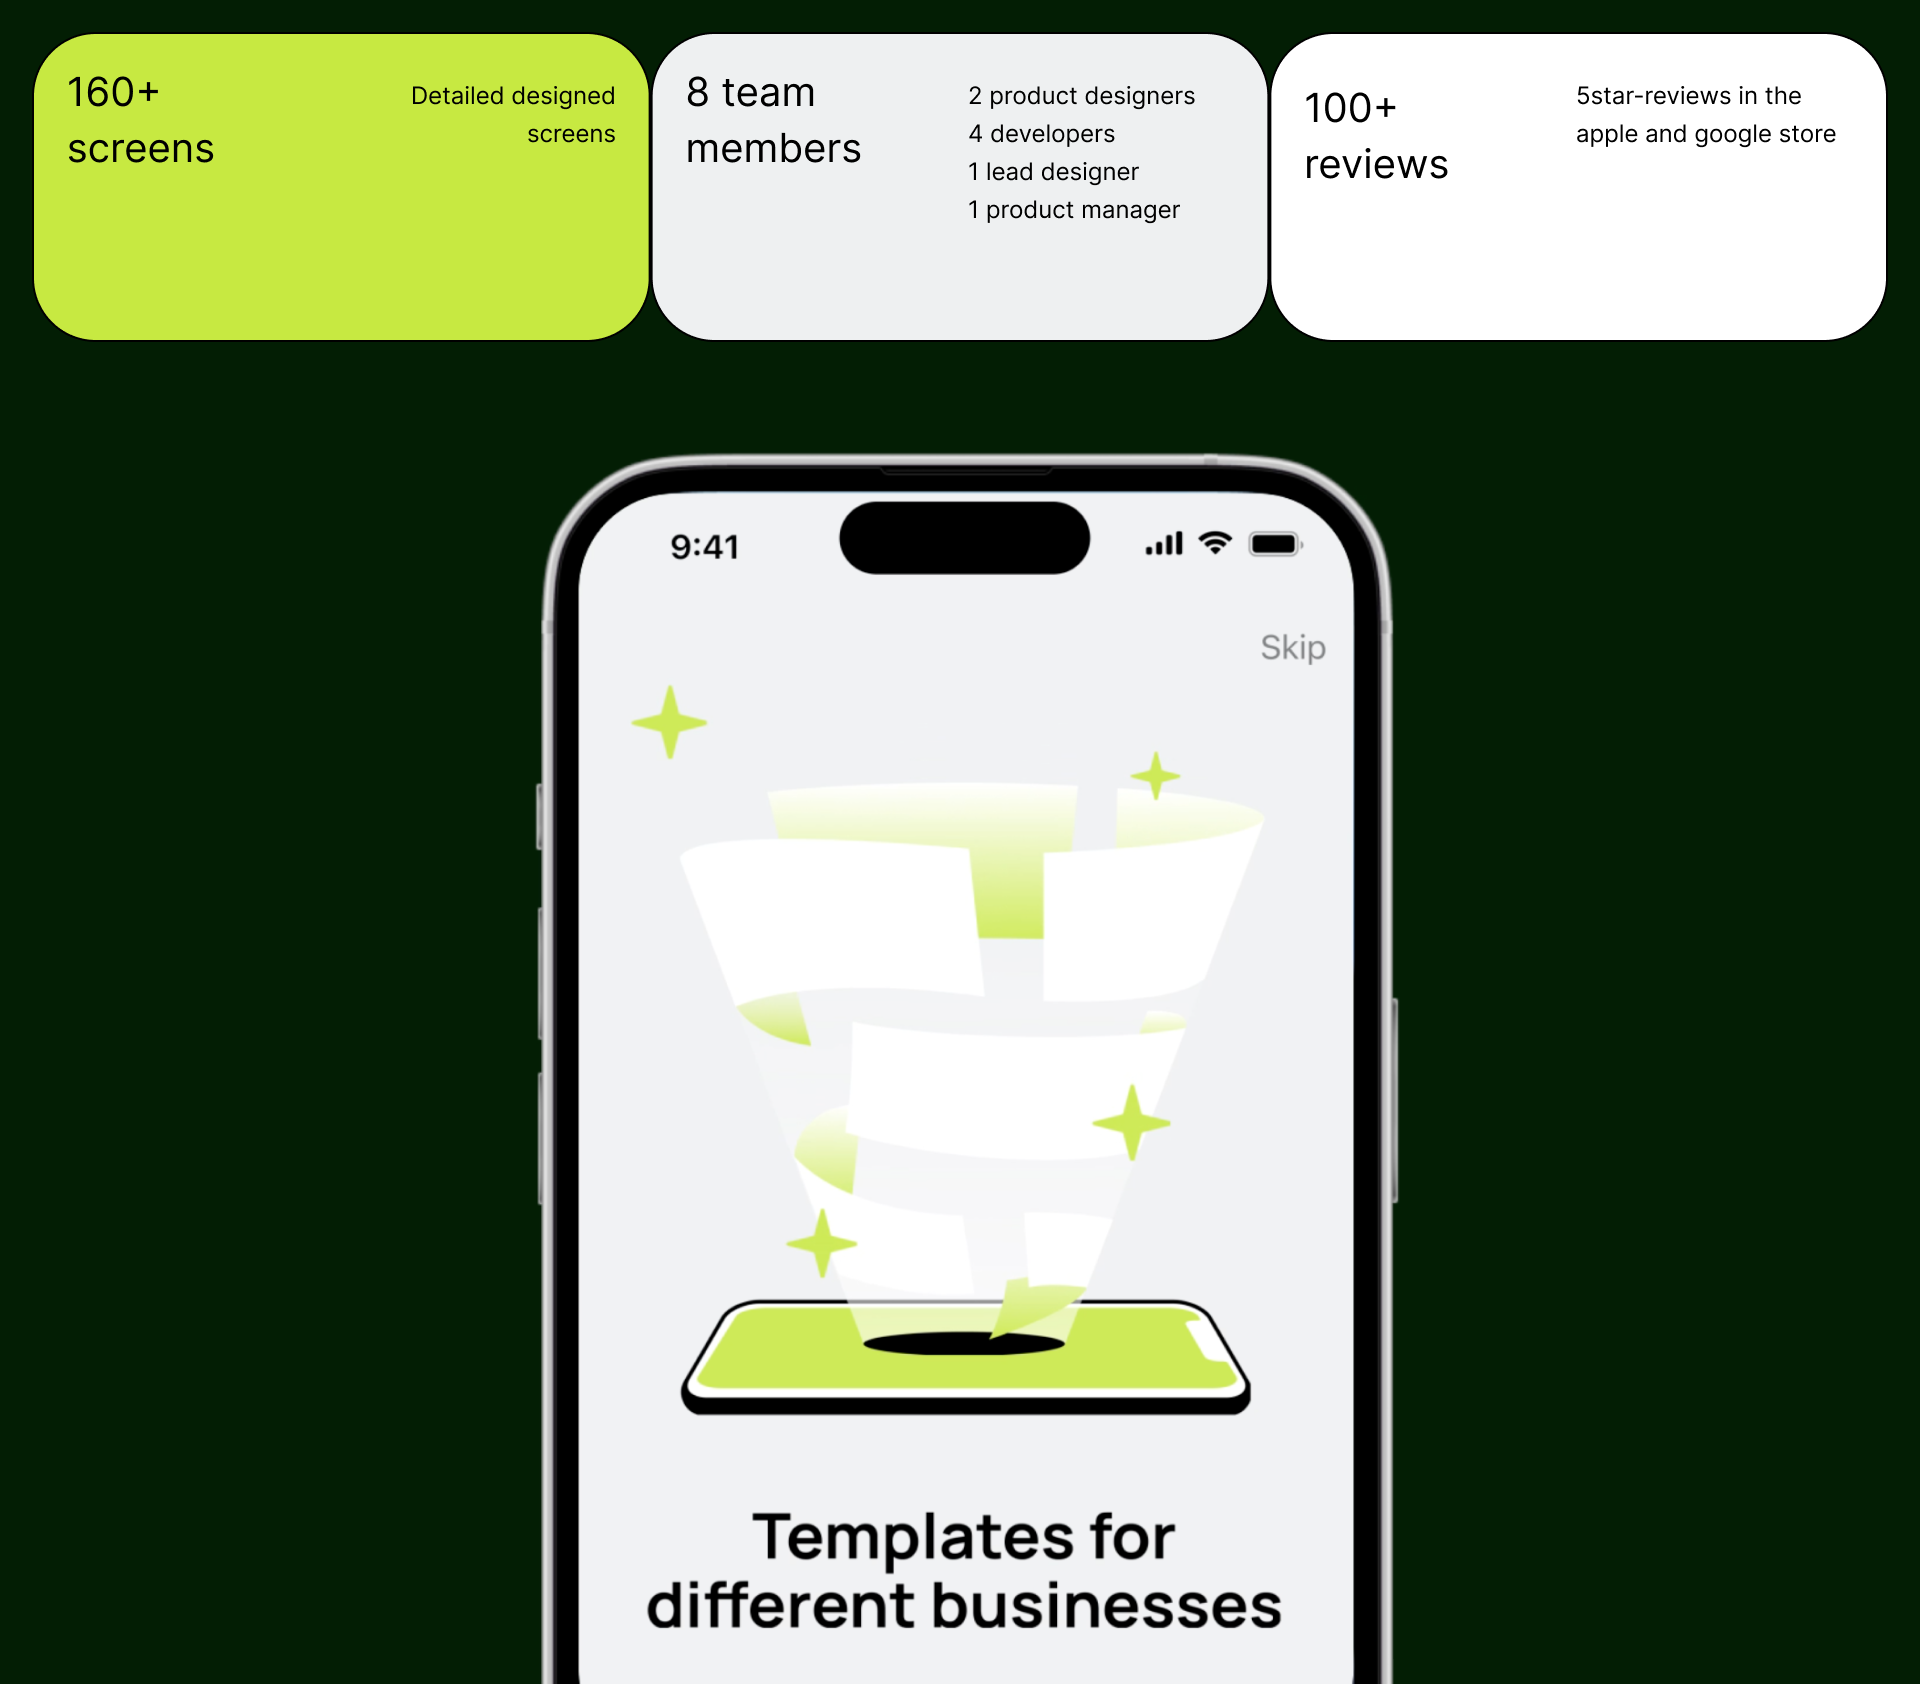 160+
screens
Detailed designed
screens
8 team
members
2 product designers
4 developers
1 lead designer
1 product manager
100+
reviews
5star-reviews in the
apple and google store
9:41
Skip
Templates for
different businesses